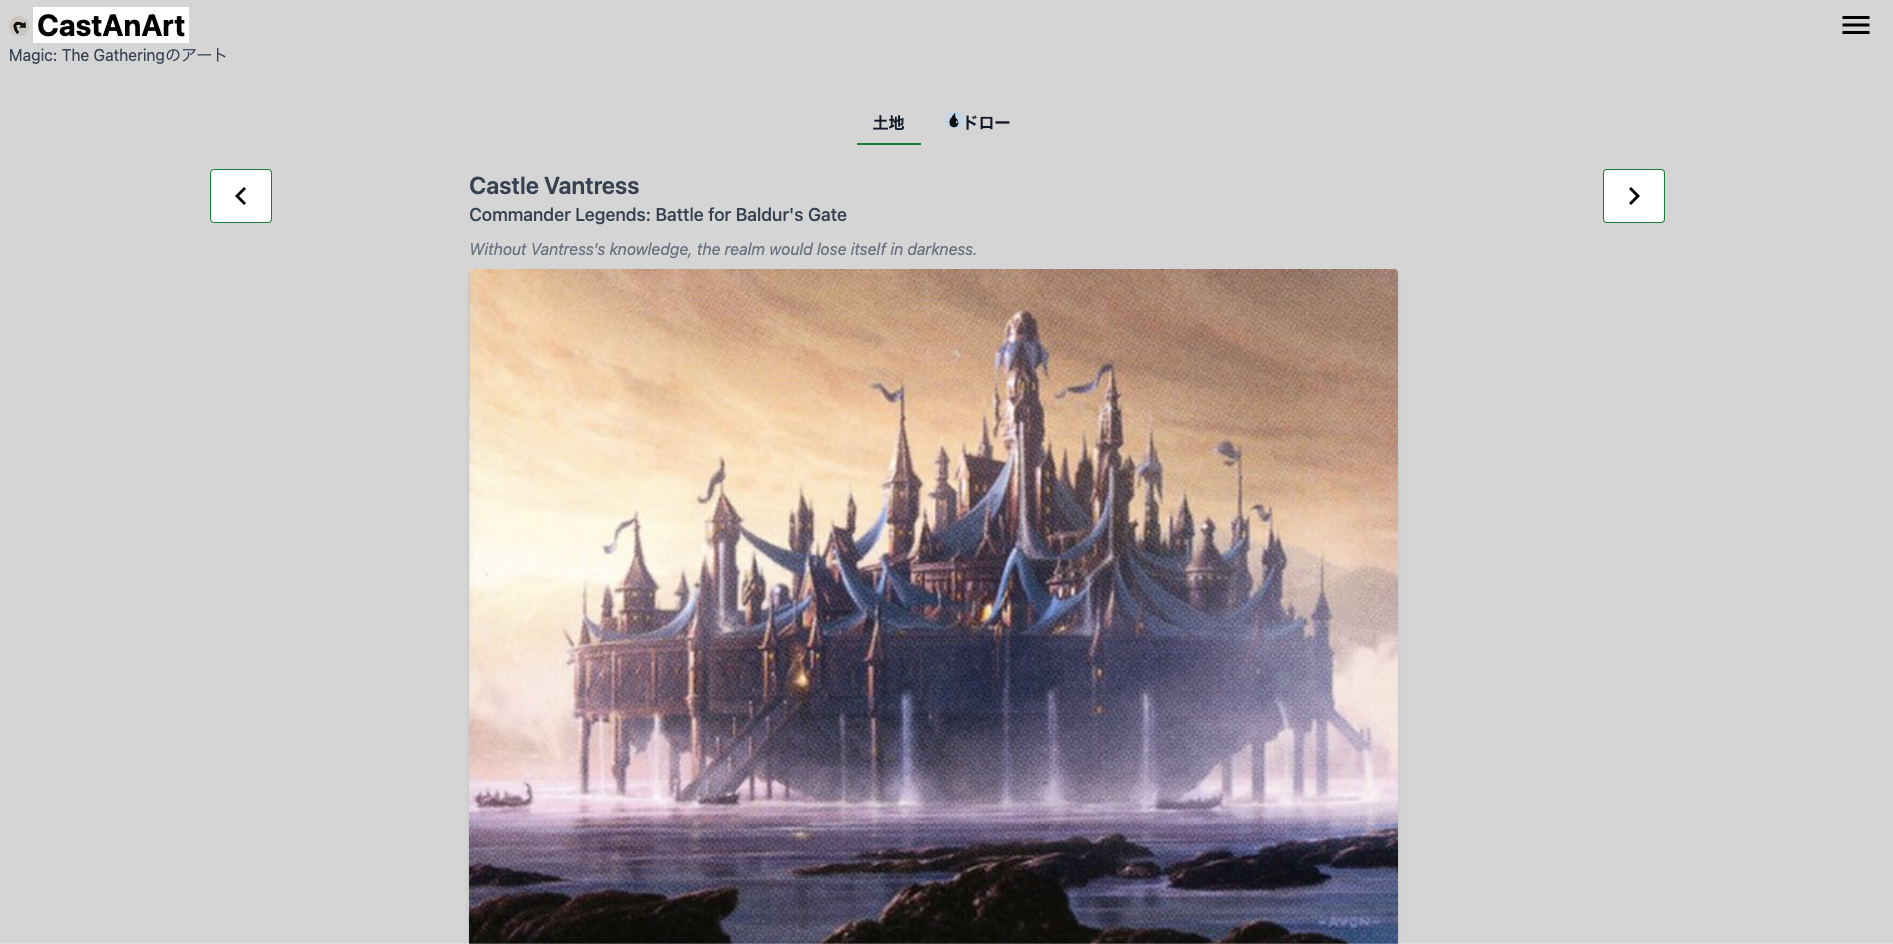 CastAnArt
Magic: The Gatheringのアート
土地
ドロー
Castle Vantress
Commander Legends: Battle for Baldur's Gate
Without Vantress's knowledge, the realm would lose itself in darkness.
-AVON-